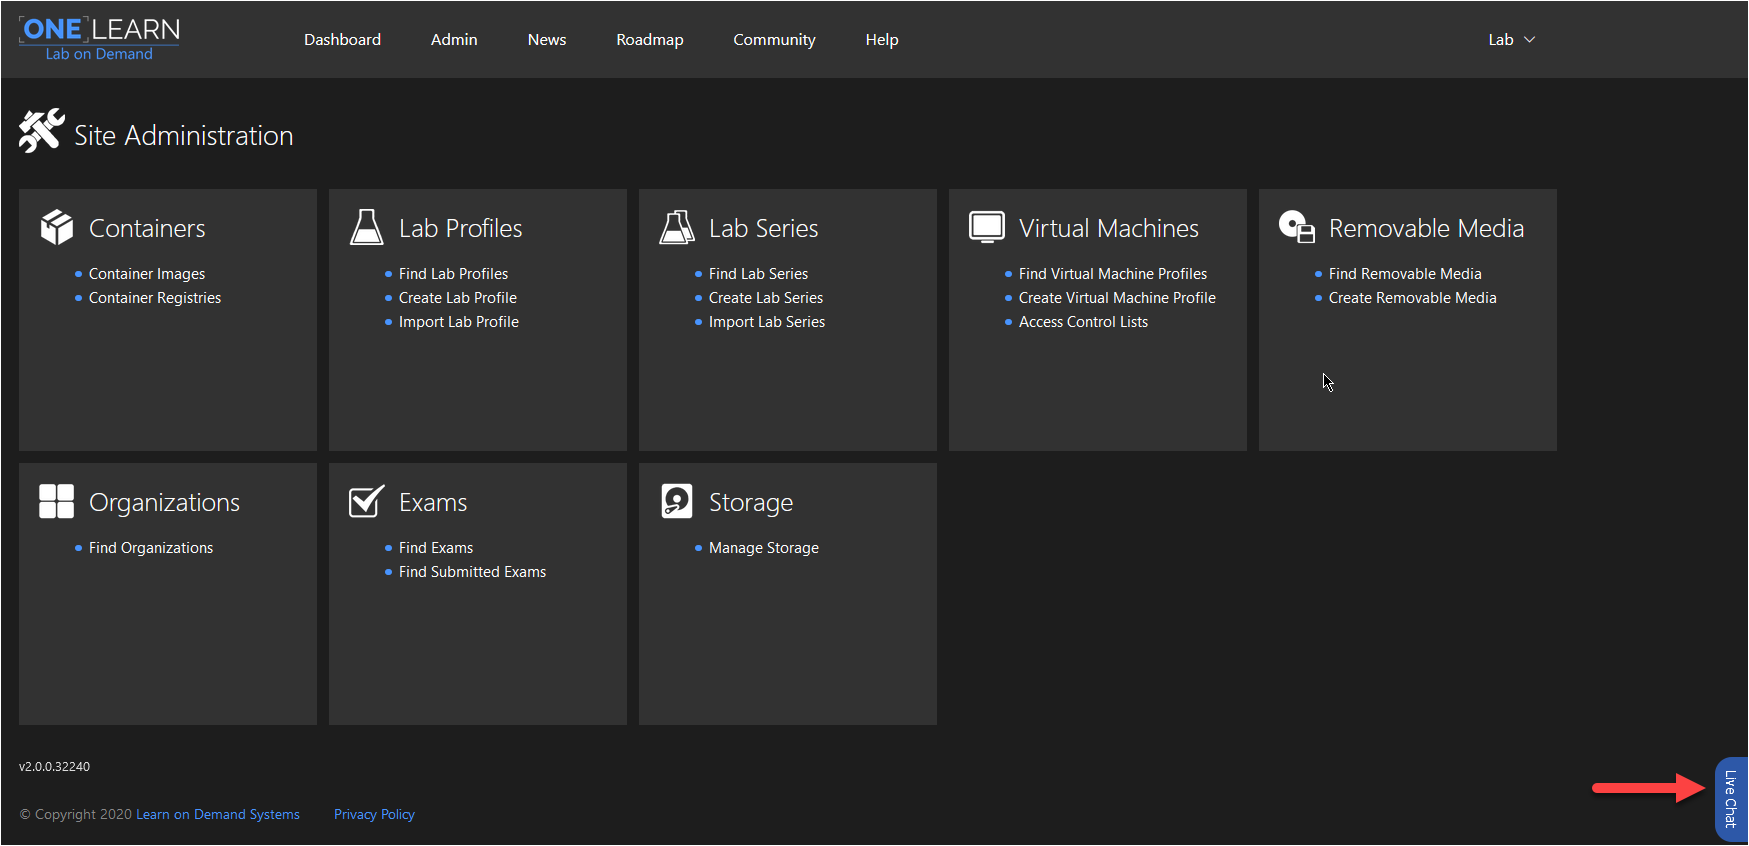 ONE LEARN
Lab on Demand
Dashboard
Admin
News
Roadmap
Community
Help
Lab
Site Administration
Containers
Container Images
Container Registries
Lab Profiles
Find Lab Profiles
Create Lab Profile
Import Lab Profile
Lab Series
Find Lab Series
Create Lab Series
Import Lab Series
Virtual Machines
Find Virtual Machine Profiles
Create Virtual Machine Profile
Access Control Lists
Removable Media
Find Removable Media
Create Removable Media
Organizations
Find Organizations
Exams
Find Exams
Find Submitted Exams
Storage
Manage Storage
v2.0.0.32240
© Copyright 2020 Learn on Demand Systems
Privacy Policy
Live Chat